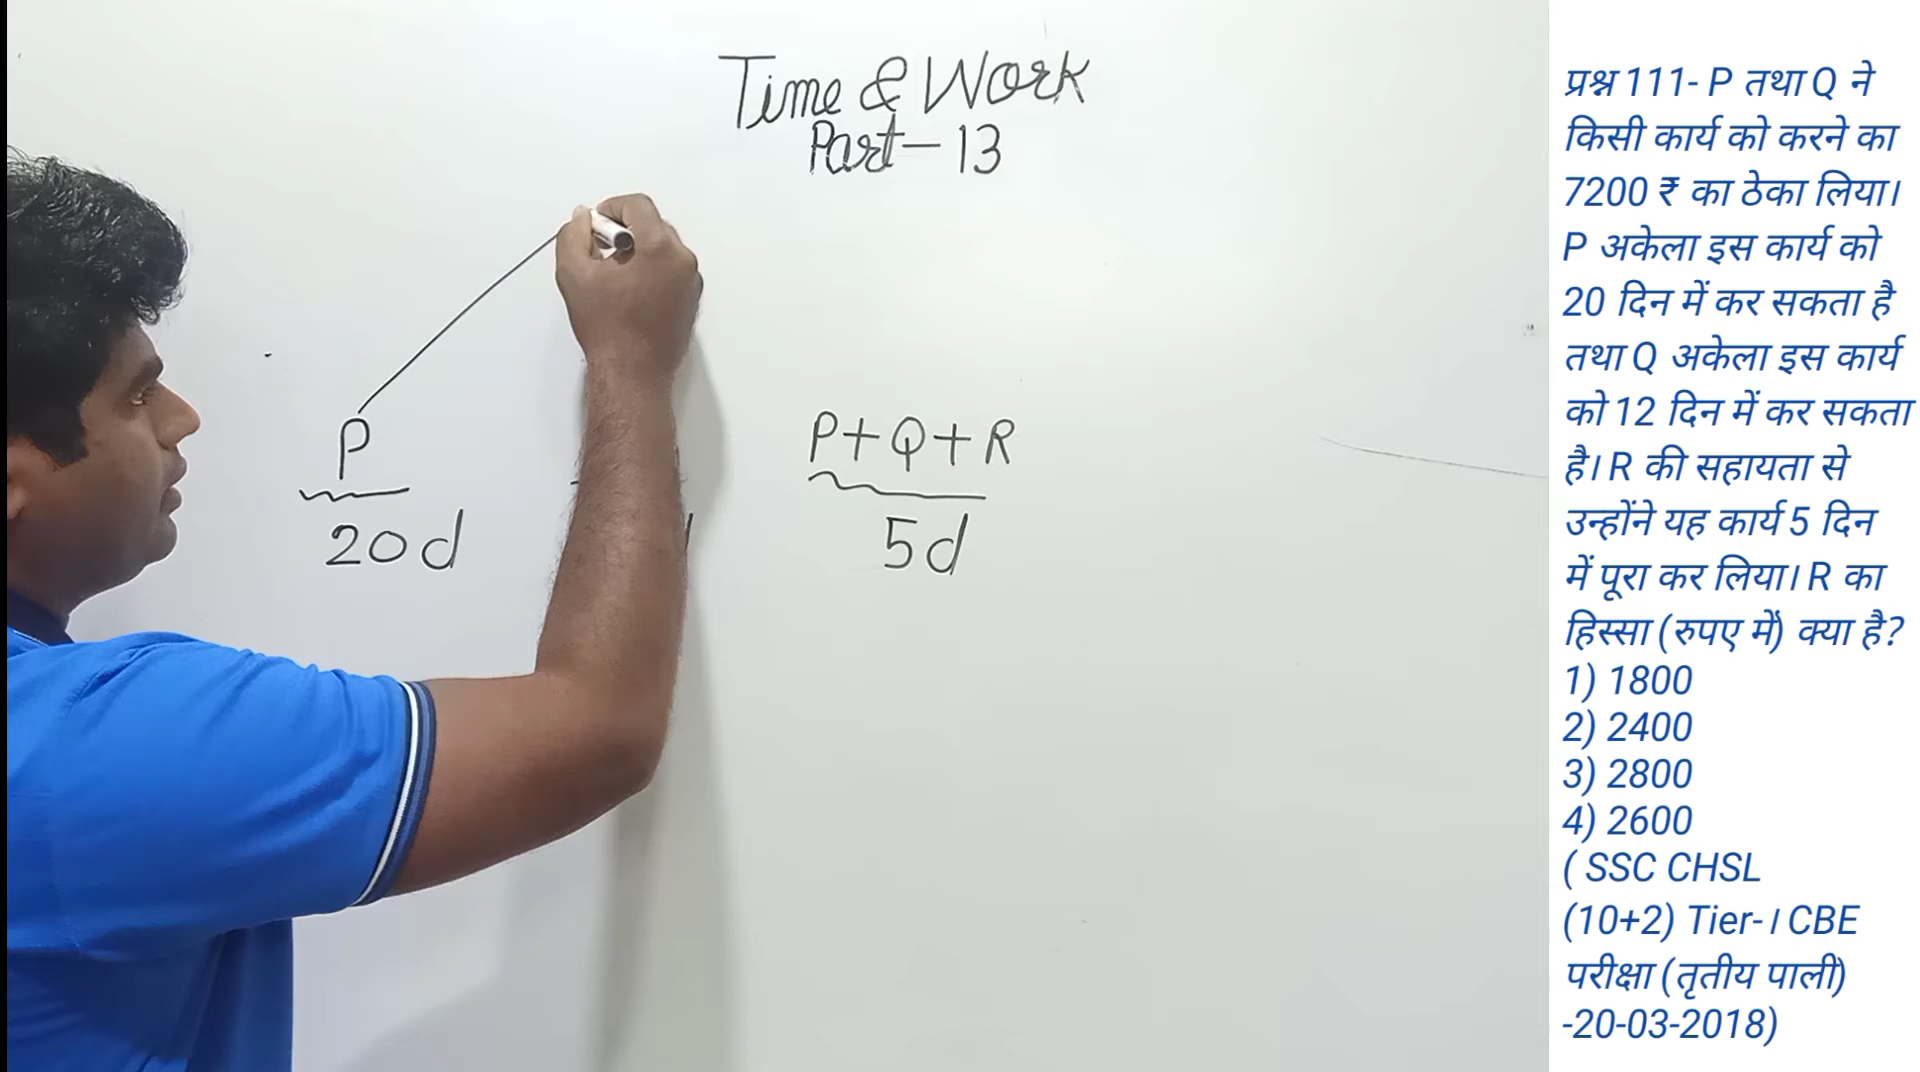 Time & Work
Part-13
P
P+Q+R
20d
5d
प्रश्न 111- P तथा Q ने
किसी कार्य को करने का
7200 ₹ का ठेका लिया।
P अकेला इस कार्य को
20 दिन में कर सकता है
तथा Q अकेला इस कार्य
को 12 दिन में कर सकता
है। R की सहायता से
उन्होंने यह कार्य 5 दिन
में पूरा कर लिया। R का
हिस्सा (रुपए में) क्या है?
1) 1800
2) 2400
3) 2800
4) 2600
( SSC CHSL
(10+2) Tier-। CBE
परीक्षा (तृतीय पाली)
-20-03-2018)